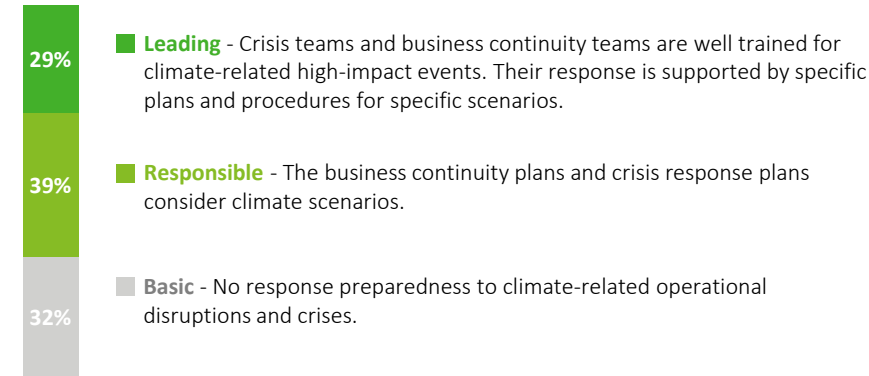 29%
Leading - Crisis teams and business continuity teams are well trained for
climate-related high-impact events. Their response is supported by specific
plans and procedures for specific scenarios.
39%
Responsible - The business continuity plans and crisis response plans
consider climate scenarios.
32%
Basic - No response preparedness to climate-related operational
disruptions and crises.